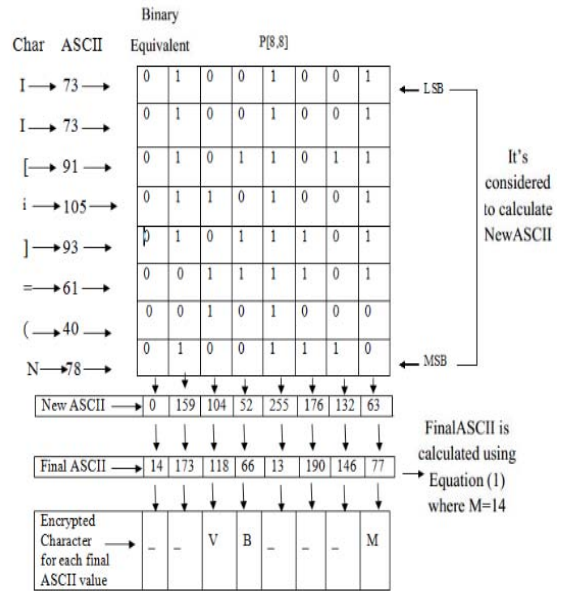 Binary
Char ASCII Equivalent P[8,8]
I 73 0 1 0 0 1 0 0 1 LSB
I 73 0 1 0 0 1 0 0 1
[ 91 0 1 0 1 1 0 1 1
i 105 0 1 1 0 1 0 0 1
] 93 0 1 0 1 1 1 0 1
= 61 0 0 1 1 1 1 0 1
( 40 0 0 1 0 1 0 0 0
N 78 0 1 0 0 1 1 1 0 MSB
It's
considered
to calculate
NewASCII
New ASCII 0 159 104 52 255 176 132 63
Final ASCII 14 173 118 66 13 190 146 77
FinalASCII is
calculated using
Equation (1)
where M=14
Encrypted
Character
for each final
ASCII value
_ _ V B _ _ _ M